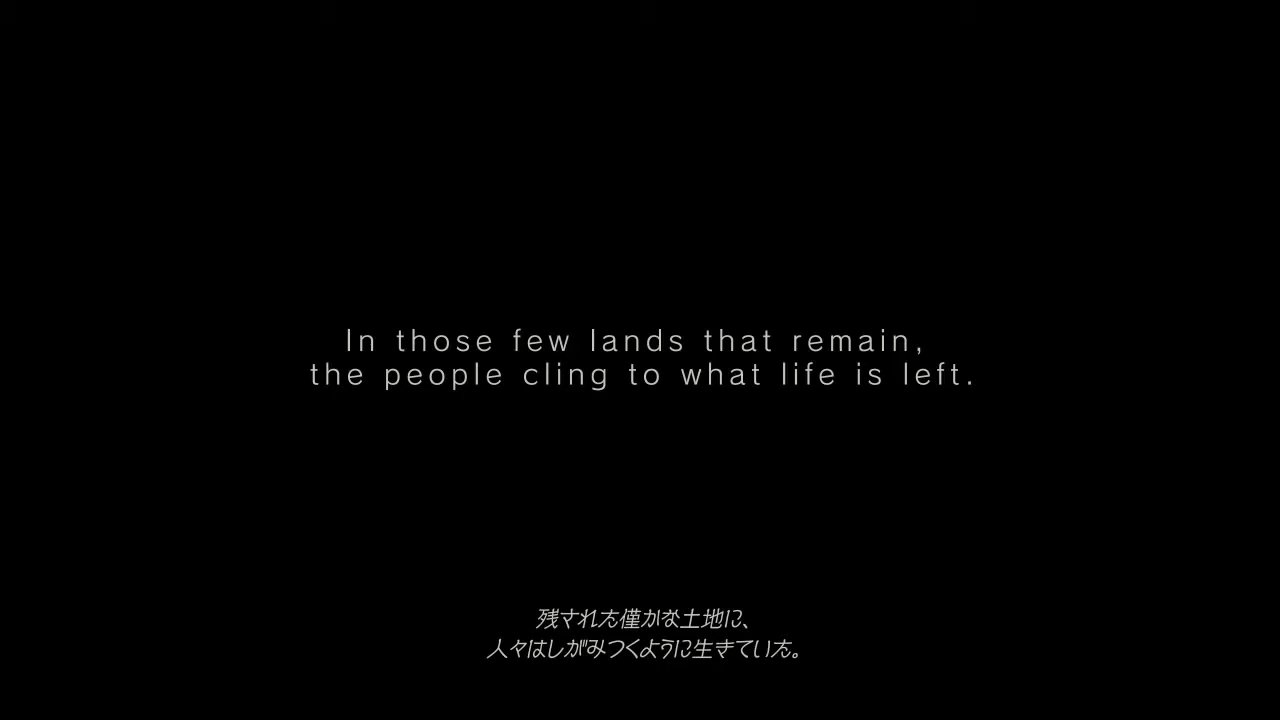 In those few lands that remain,
the people cling to what life is left.
残された僅かな土地に、
人々はしがみつくように生きていた。